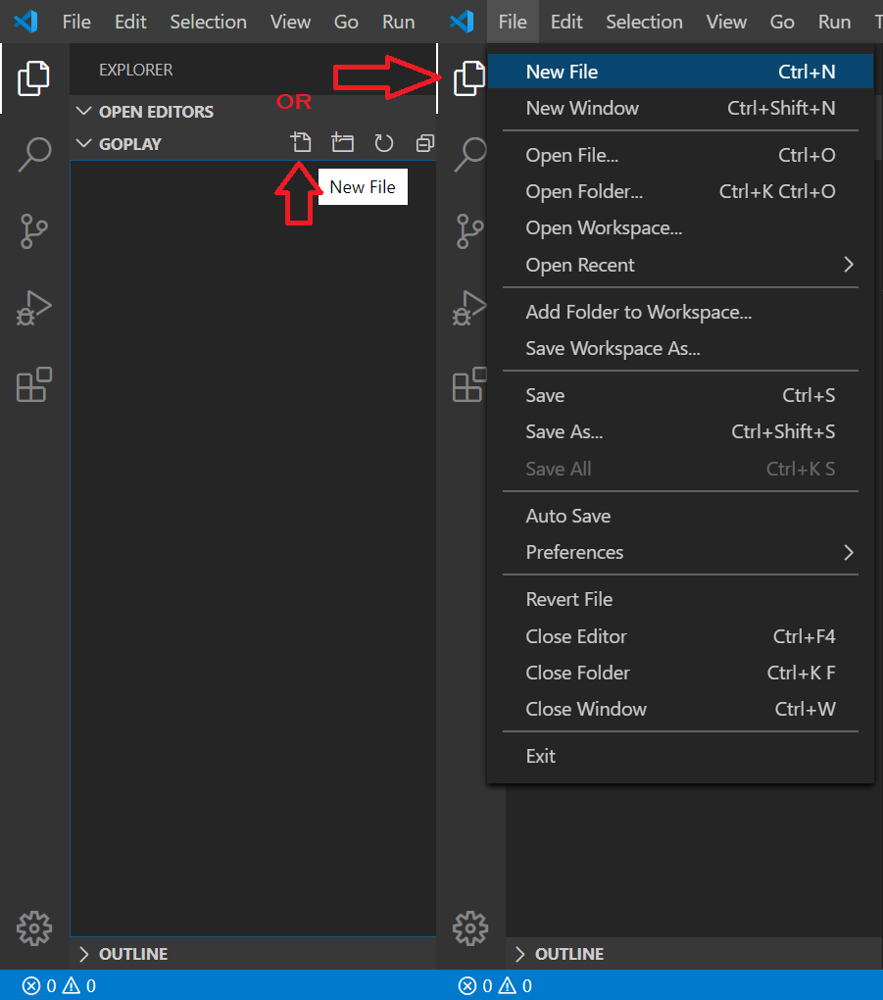 File Edit Selection View Go Run
EXPLORER
OR
OPEN EDITORS
GOPLAY
New File
OUTLINE
0 0
File Edit Selection View Go Run
New File Ctrl+N
New Window Ctrl+Shift+N
Open File... Ctrl+O
Open Folder... Ctrl+K Ctrl+O
Open Workspace...
Open Recent
Add Folder to Workspace...
Save Workspace As...
Save Ctrl+S
Save As... Ctrl+Shift+S
Save All Ctrl+K S
Auto Save
Preferences
Revert File
Close Editor Ctrl+F4
Close Folder Ctrl+K F
Close Window Ctrl+W
Exit
OUTLINE
0 0